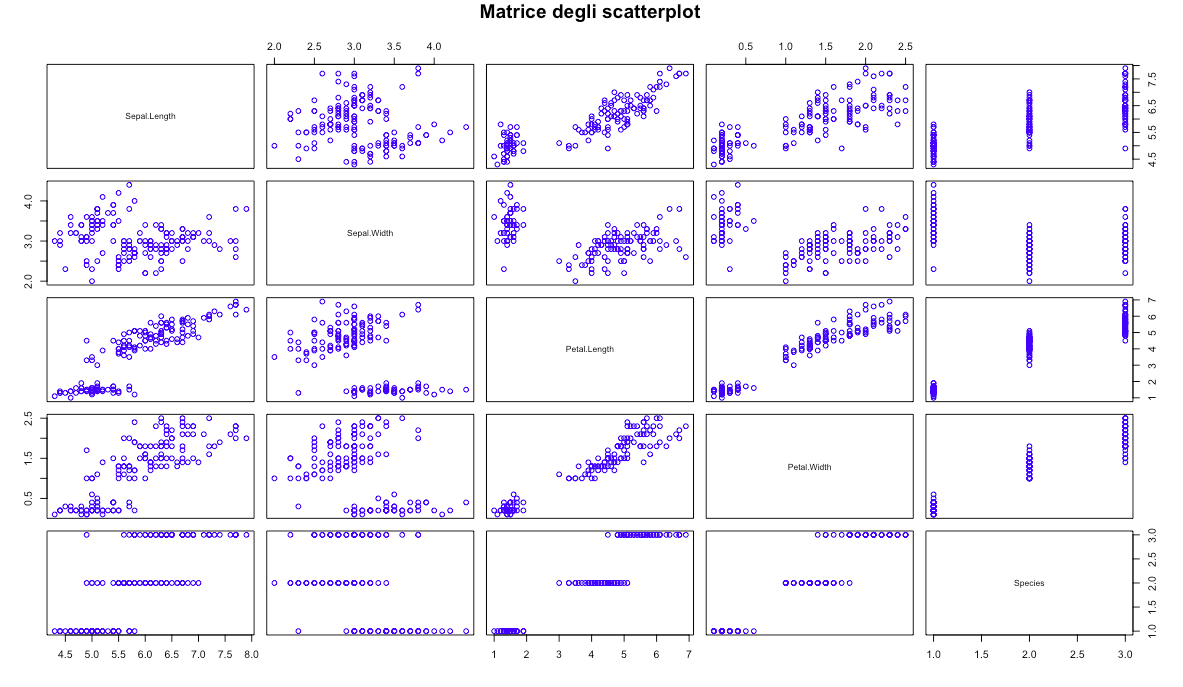 Matrice degli scatterplot
2.0 2.5 3.0 3.5 4.0
0.5 1.0 1.5 2.0 2.5
Sepal.Length
4.5 5.5 6.5 7.5
2.0 3.0 4.0
Sepal.Width
Petal.Length
1 2 3 4 5 6 7
0.5 1.5 2.5
Petal.Width
Species
1.0 1.5 2.0 2.5 3.0
4.5 5.0 5.5 6.0 6.5 7.0 7.5 8.0
1 2 3 4 5 6 7
1.0 1.5 2.0 2.5 3.0